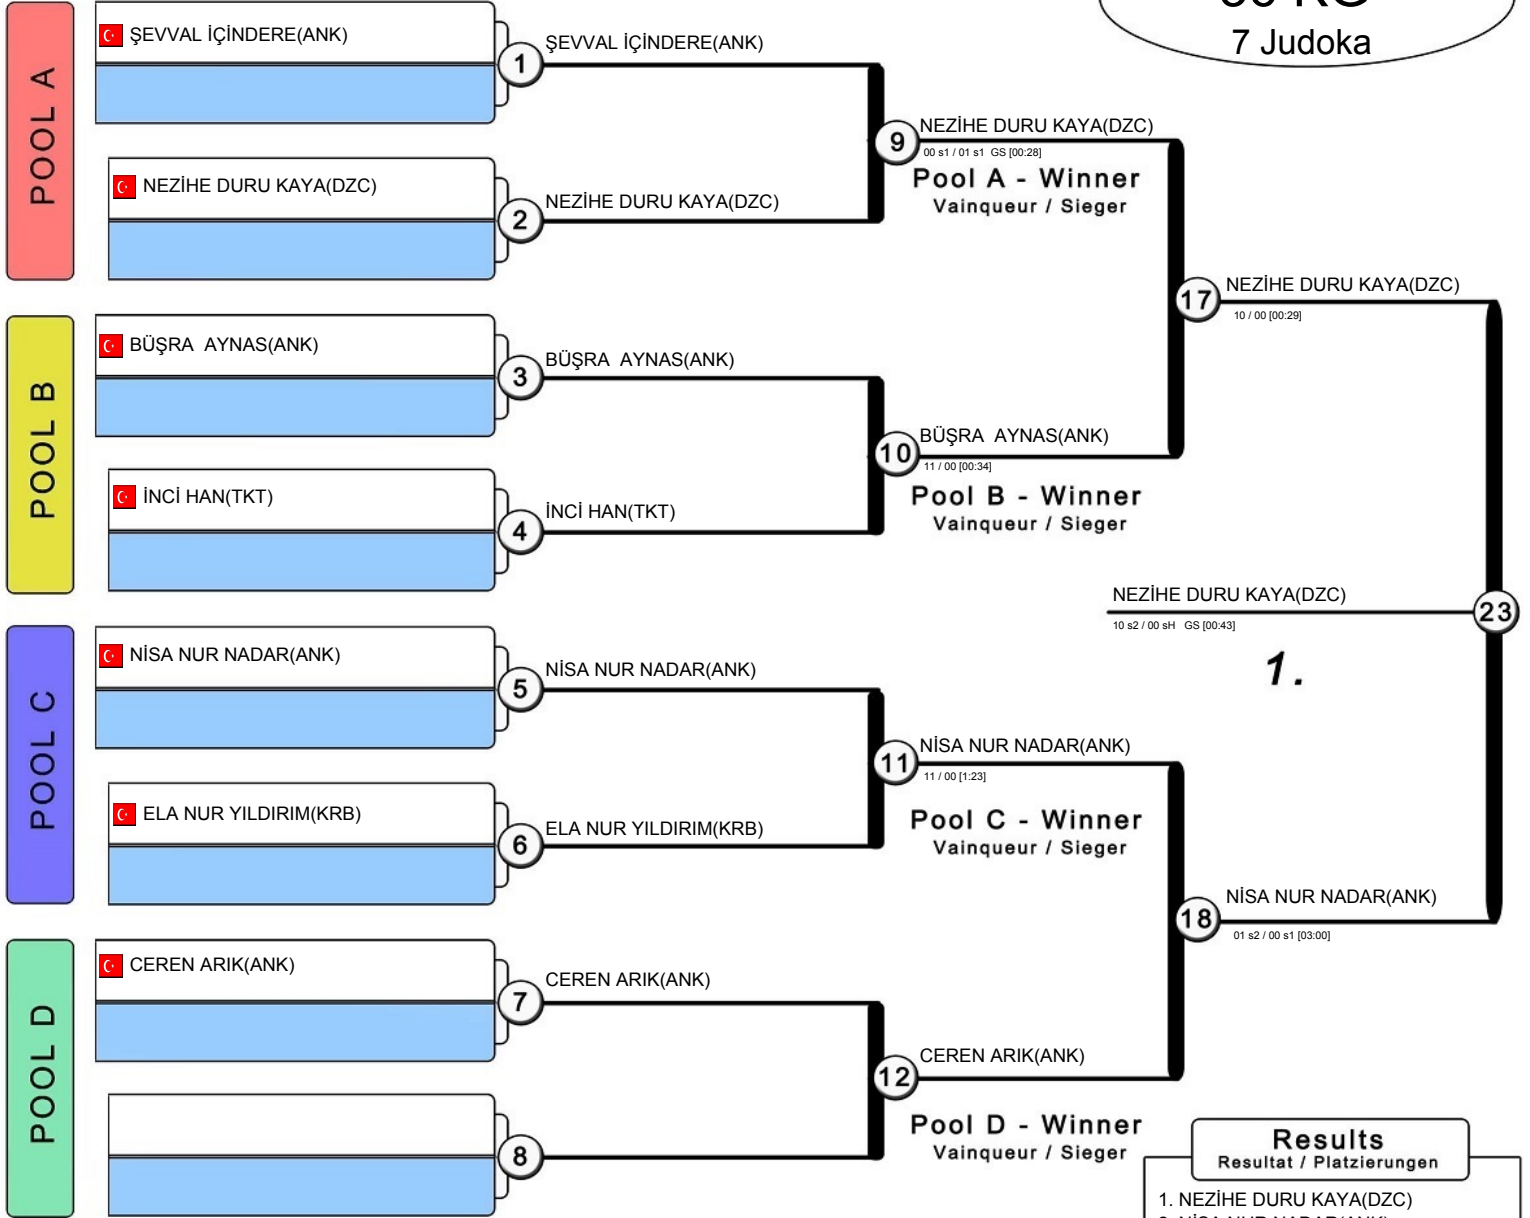 7 Judoka
POOL A
ŞEVVAL İÇİNDERE(ANK)
1
ŞEVVAL İÇİNDERE(ANK)
NEZİHE DURU KAYA(DZC)
2
NEZİHE DURU KAYA(DZC)
9
NEZİHE DURU KAYA(DZC)
00 s1 / 01 s1 GS [00:28]
Pool A - Winner
Vainqueur / Sieger
POOL B
BÜŞRA AYNAS(ANK)
3
BÜŞRA AYNAS(ANK)
İNCİ HAN(TKT)
4
İNCİ HAN(TKT)
10
BÜŞRA AYNAS(ANK)
11 / 00 [00:34]
Pool B - Winner
Vainqueur / Sieger
17
NEZİHE DURU KAYA(DZC)
10 / 00 [00:29]
NEZİHE DURU KAYA(DZC)
23
10 s2 / 00 sH GS [00:43]
1.
POOL C
NİSA NUR NADAR(ANK)
5
NİSA NUR NADAR(ANK)
ELA NUR YILDIRIM(KRB)
6
ELA NUR YILDIRIM(KRB)
11
NİSA NUR NADAR(ANK)
11 / 00 [1:23]
Pool C - Winner
Vainqueur / Sieger
18
NİSA NUR NADAR(ANK)
01 s2 / 00 s1 [03:00]
POOL D
CEREN ARIK(ANK)
7
CEREN ARIK(ANK)
8
12
CEREN ARIK(ANK)
Pool D - Winner
Vainqueur / Sieger
Results
Resultat / Platzierungen
1. NEZİHE DURU KAYA(DZC)